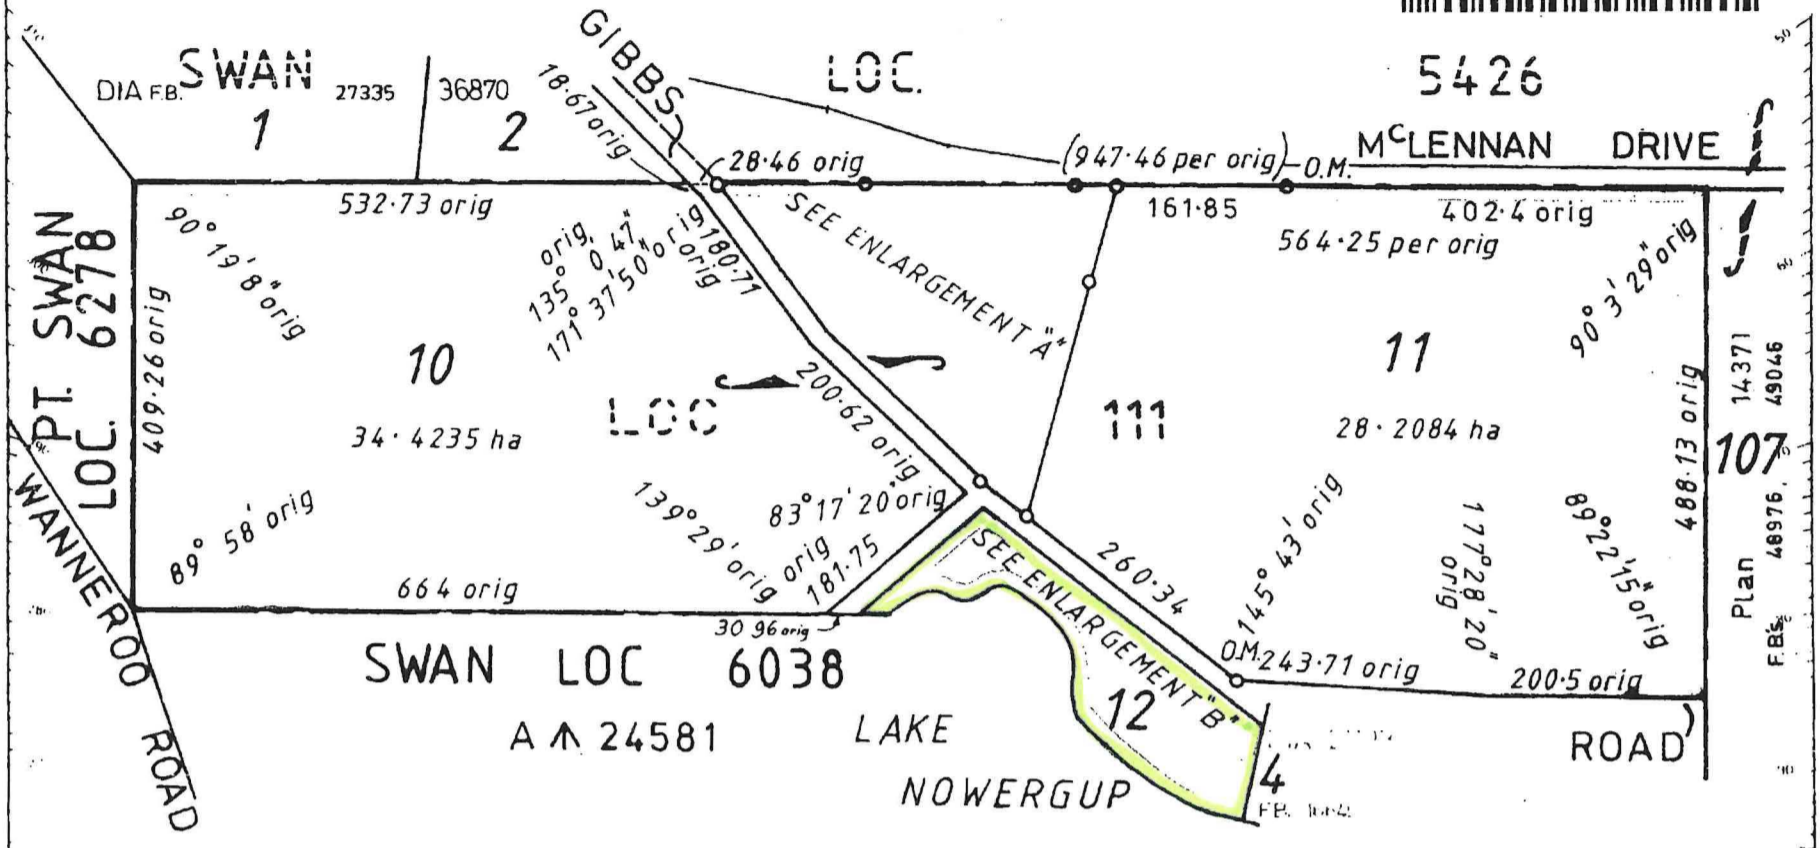 SWAN LOC. 5426
DIA F.B. 27335 36870
1 2
GIBBS
18·67 orig
28·46 orig
(947·46 per orig) O.M.
McLENNAN DRIVE
532·73 orig
161·85
402·4 orig
564·25 per orig
PT. SWAN
LOC. 6278
409·26 orig
90° 19' 8" orig
135° 0' 47" orig.
171° 37' 50" orig
180·71 orig
SEE ENLARGEMENT "A"
90° 3' 29" orig
10
34·4235 ha
LOC 111
200·62 orig
11
28·2084 ha
488·13 orig
Plan 14371
107
F.B's. 48976, 49046
89° 58' orig
139° 29' orig
83° 17' 20" orig
181·75 orig
664 orig
30 96 orig
SEE ENLARGEMENT "B"
260·34
145° 43' orig
177° 28' 20" orig
89° 22' 15" orig
O.M. 243·71 orig
200·5 orig
WANNEROO ROAD
SWAN LOC 6038
A 24581
LAKE
NOWERGUP
12
4
F.B.
ROAD